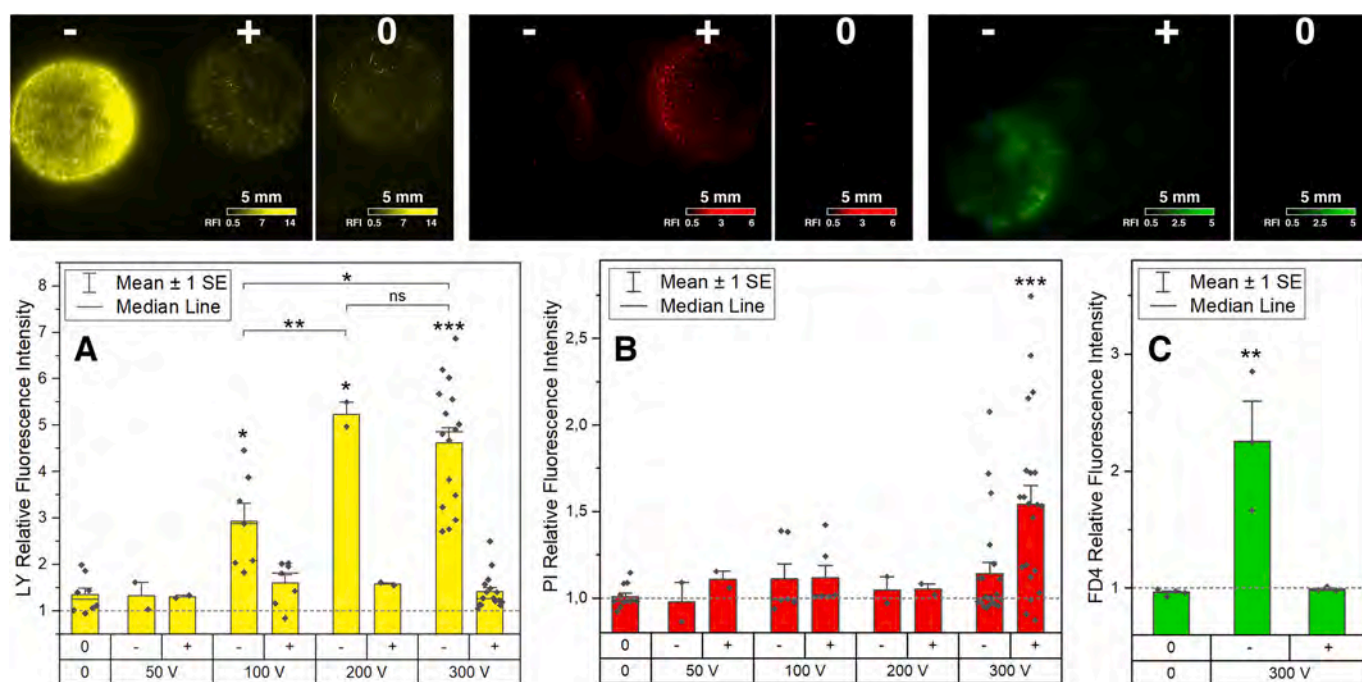 - + 0
5 mm 5 mm
RFI 0.5 7 14 RFI 0.5 7 14
- + 0
5 mm 5 mm
RFI 0.5 3 6 RFI 0.5 3 6
- + 0
5 mm 5 mm
RFI 0.5 2.5 5 RFI 0.5 2.5 5
A
LY Relative Fluorescence Intensity
Mean ± 1 SE
Median Line
8
7
6
5
4
3
2
1
*
ns
**
***
*
*
0 - + - + - + - +
0 50 V 100 V 200 V 300 V
B
PI Relative Fluorescence Intensity
Mean ± 1 SE
Median Line
2,5
2,0
1,5
1,0
***
0 - + - + - + - +
0 50 V 100 V 200 V 300 V
C
FD4 Relative Fluorescence Intensity
Mean ± 1 SE
Median Line
3
2
1
**
0 - +
0 300 V